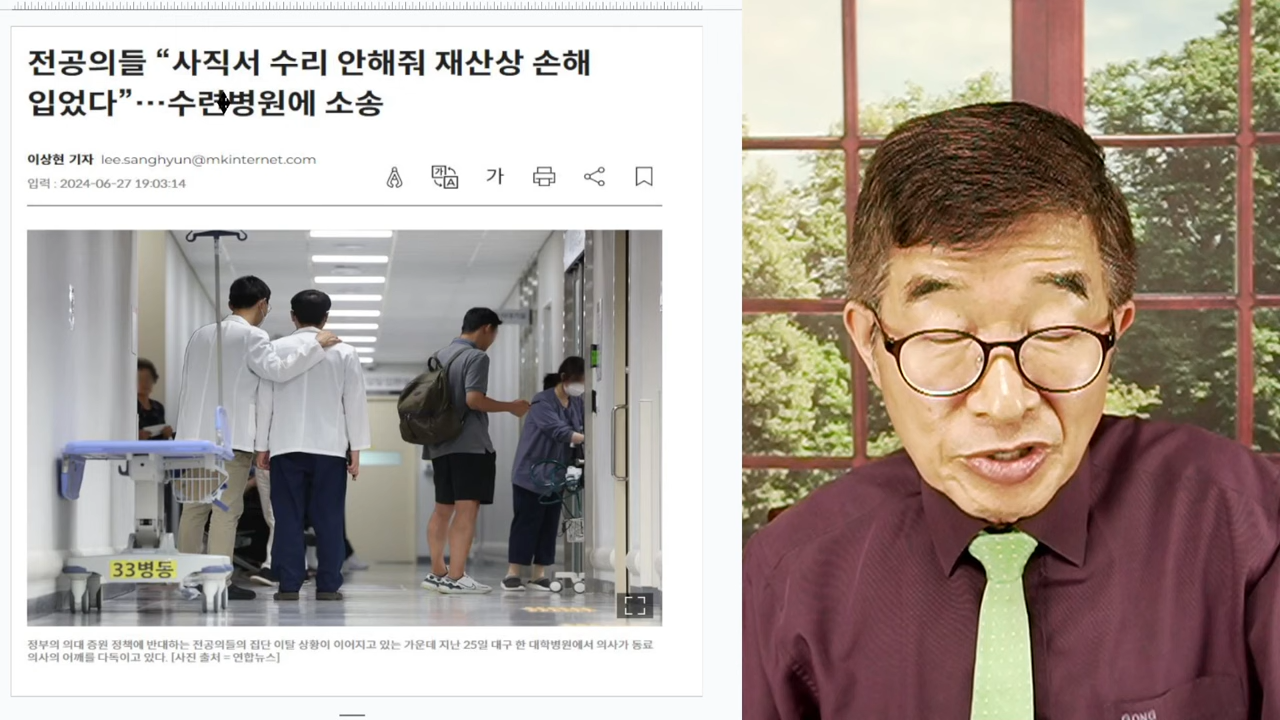 전공의들 “사직서 수리 안해줘 재산상 손해
입었다”…수련병원에 소송
이상현 기자 lee.sanghyun@mkinternet.com
입력 : 2024-06-27 19:03:14
가
A
가
33병동
정부의 의대 증원 정책에 반대하는 전공의들의 집단 이탈 상황이 이어지고 있는 가운데 지난 25일 대구 한 대학병원에서 의사가 동료
의사의 어깨를 다독이고 있다. [사진 출처 = 연합뉴스]